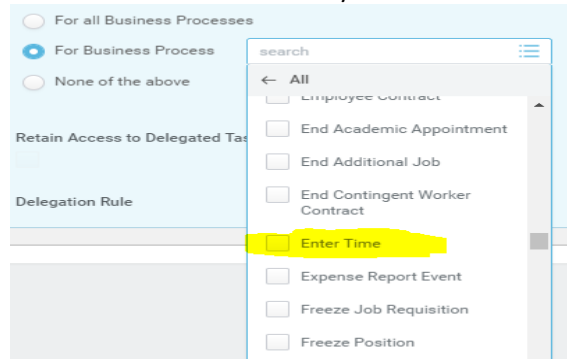 For all Business Processes
For Business Process
search
None of the above
← All
Employee Contract
End Academic Appointment
Retain Access to Delegated Tas
End Additional Job
End Contingent Worker
Contract
Delegation Rule
Enter Time
Expense Report Event
Freeze Job Requisition
Freeze Position